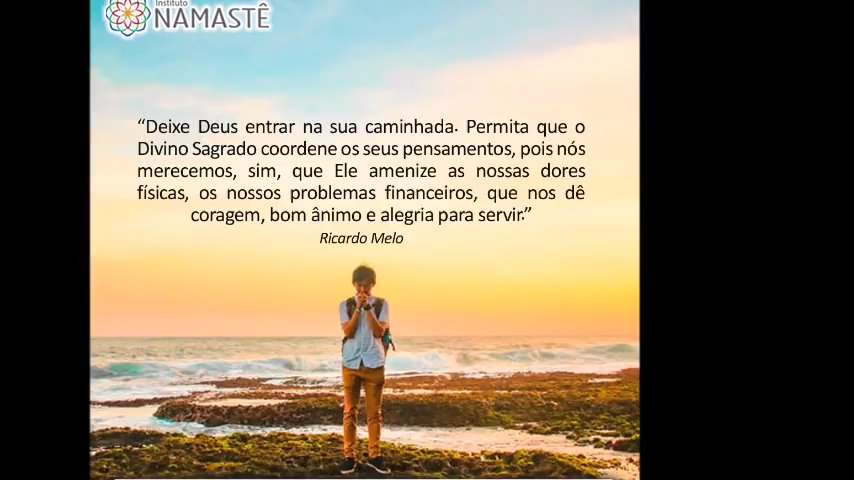 Instituto
NAMASTÊ
“Deixe Deus entrar na sua caminhada. Permita que o
Divino Sagrado coordene os seus pensamentos, pois nós
merecemos, sim, que Ele amenize as nossas dores
físicas, os nossos problemas financeiros, que nos dê
coragem, bom ânimo e alegria para servir.”
Ricardo Melo